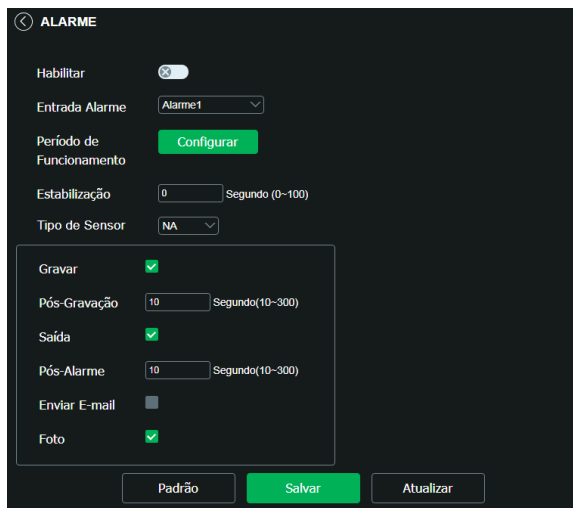 ALARME
Habilitar
Entrada Alarme Alarme1
Período de
Funcionamento
Configurar
Estabilização 0 Segundo (0~100)
Tipo de Sensor NA
Gravar
Pós-Gravação 10 Segundo(10~300)
Saída
Pós-Alarme 10 Segundo(10~300)
Enviar E-mail
Foto
Padrão Salvar Atualizar